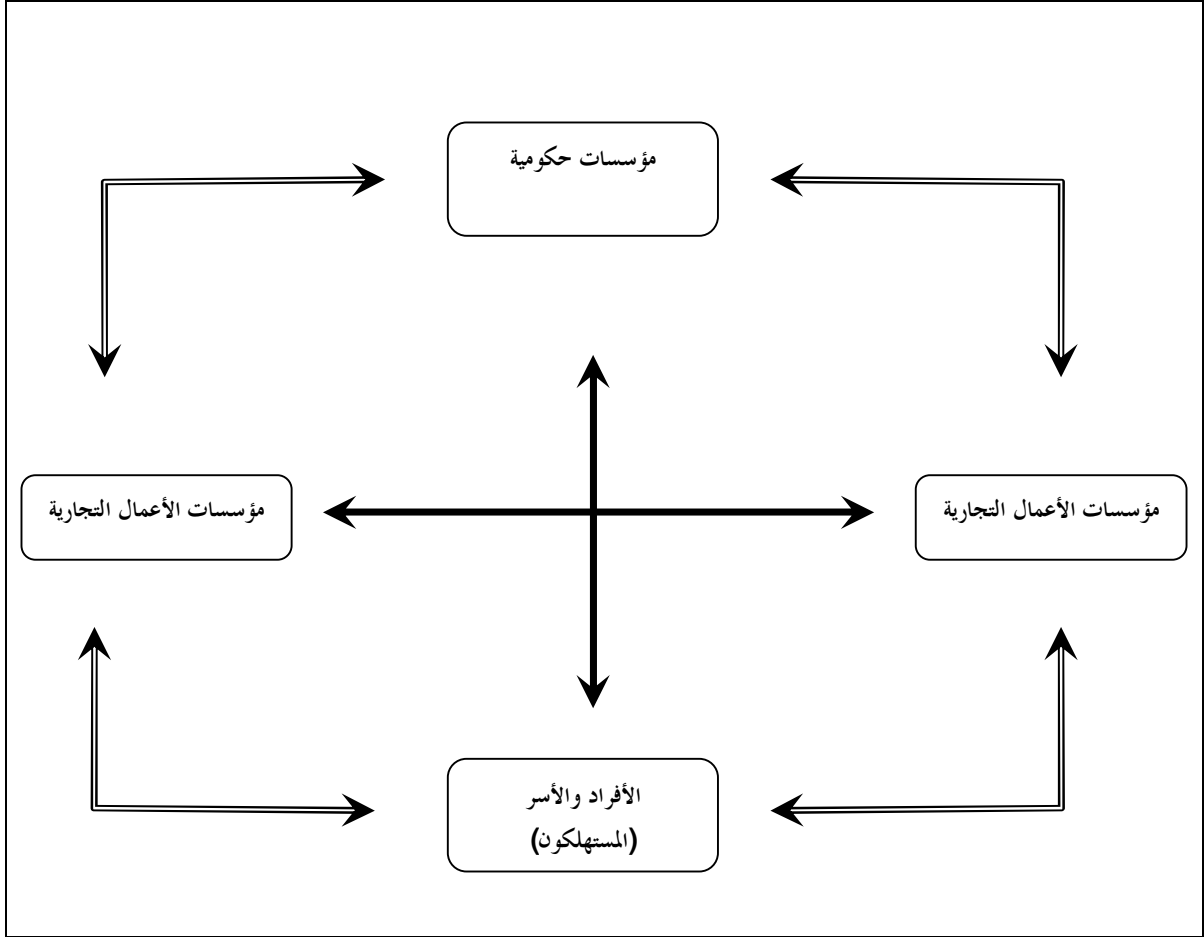 مؤسسات حكومية
مؤسسات الأعمال التجارية
مؤسسات الأعمال التجارية
الأفراد والأسر
(المستهلكون)